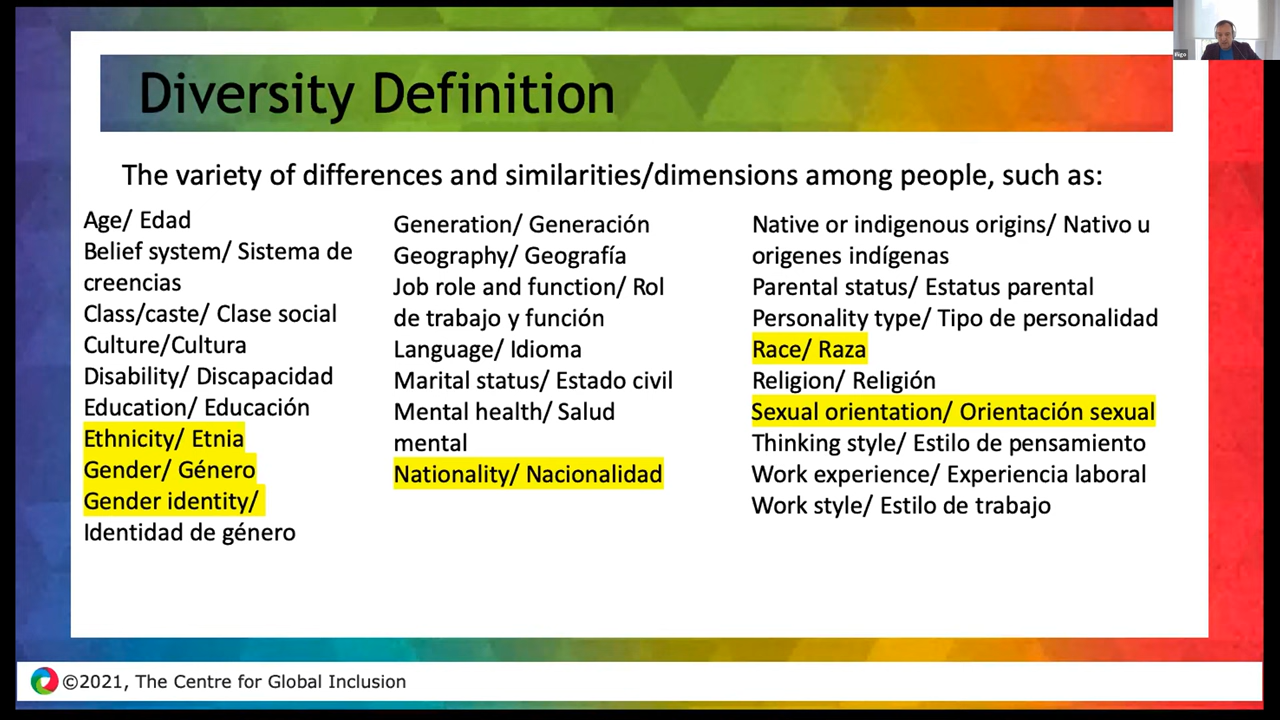 Diversity Definition
The variety of differences and similarities/dimensions among people, such as:
Age/ Edad
Belief system/ Sistema de
creencias
Class/caste/ Clase social
Culture/Cultura
Disability/ Discapacidad
Education/ Educación
Ethnicity/ Etnia
Gender/ Género
Gender identity/
Identidad de género
Generation/ Generación
Geography/ Geografía
Job role and function/ Rol
de trabajo y función
Language/ Idioma
Marital status/ Estado civil
Mental health/ Salud
mental
Nationality/ Nacionalidad
Native or indigenous origins/ Nativo u
origenes indígenas
Parental status/ Estatus parental
Personality type/ Tipo de personalidad
Race/ Raza
Religion/ Religión
Sexual orientation/ Orientación sexual
Thinking style/ Estilo de pensamiento
Work experience/ Experiencia laboral
Work style/ Estilo de trabajo
©2021, The Centre for Global Inclusion